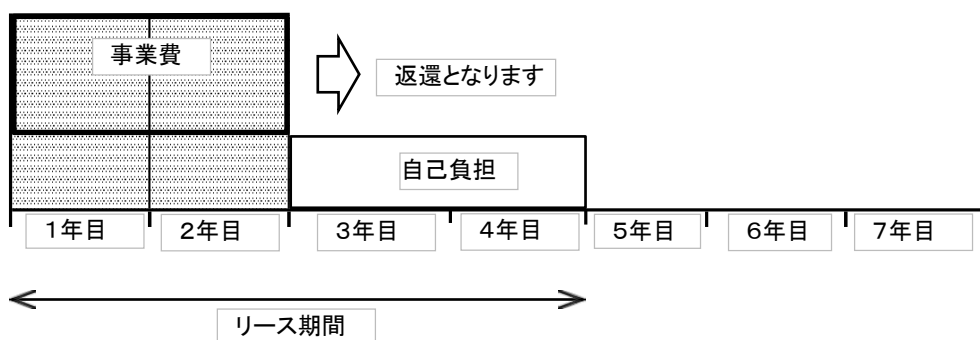 事業費
返還となります
自己負担
1年目
2年目
3年目
4年目
5年目
6年目
7年目
リース期間